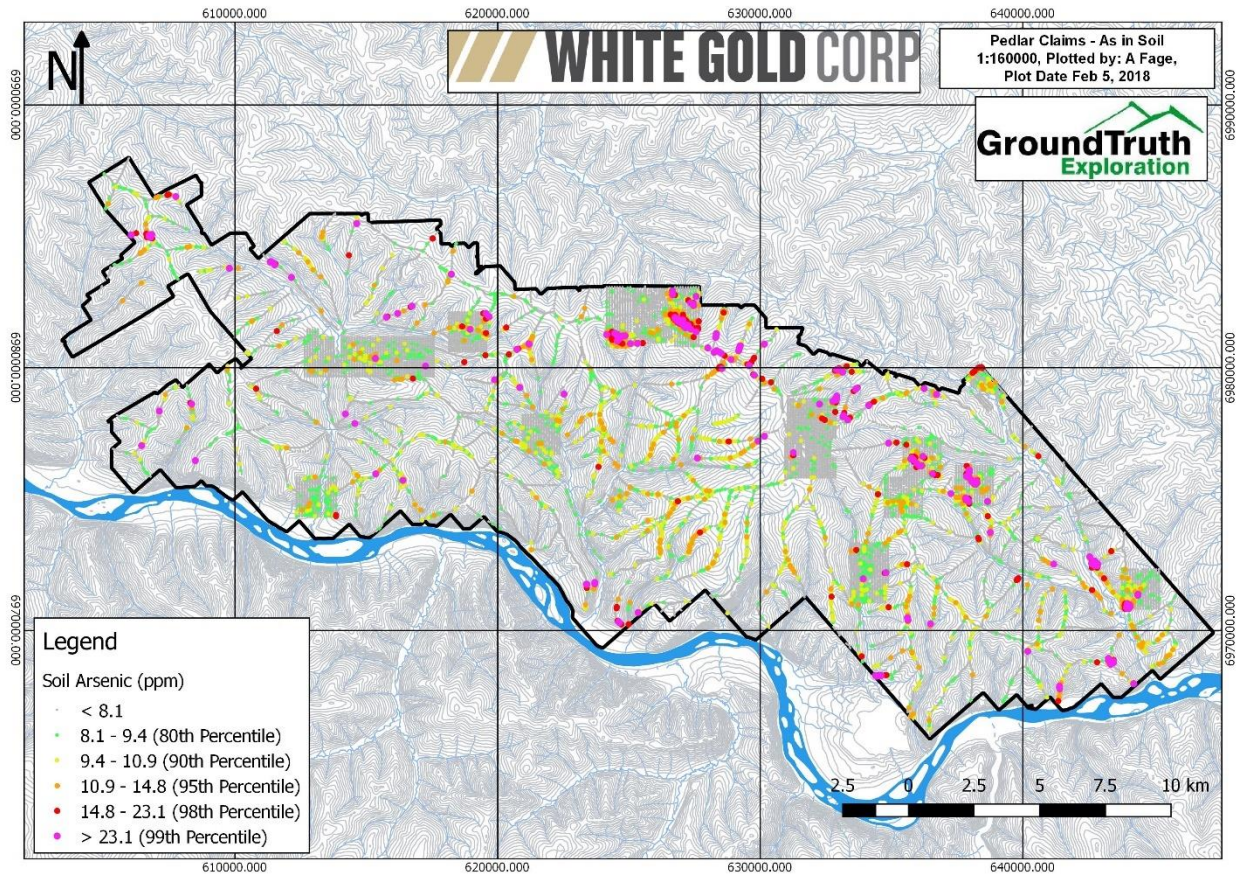 610000.000 620000.000 630000.000 640000.000
N
WHITE GOLD CORP
Pedlar Claims - As in Soil
1:160000, Plotted by: A Fage,
Plot Date Feb 5, 2018
GroundTruth
Exploration
6990000.000 6990000.000
6980000.000 6980000.000
6970000.000 6970000.000
Legend
Soil Arsenic (ppm)
< 8.1
8.1 - 9.4 (80th Percentile)
9.4 - 10.9 (90th Percentile)
10.9 - 14.8 (95th Percentile)
14.8 - 23.1 (98th Percentile)
> 23.1 (99th Percentile)
2.5 0 2.5 5 7.5 10 km
610000.000 620000.000 630000.000 640000.000